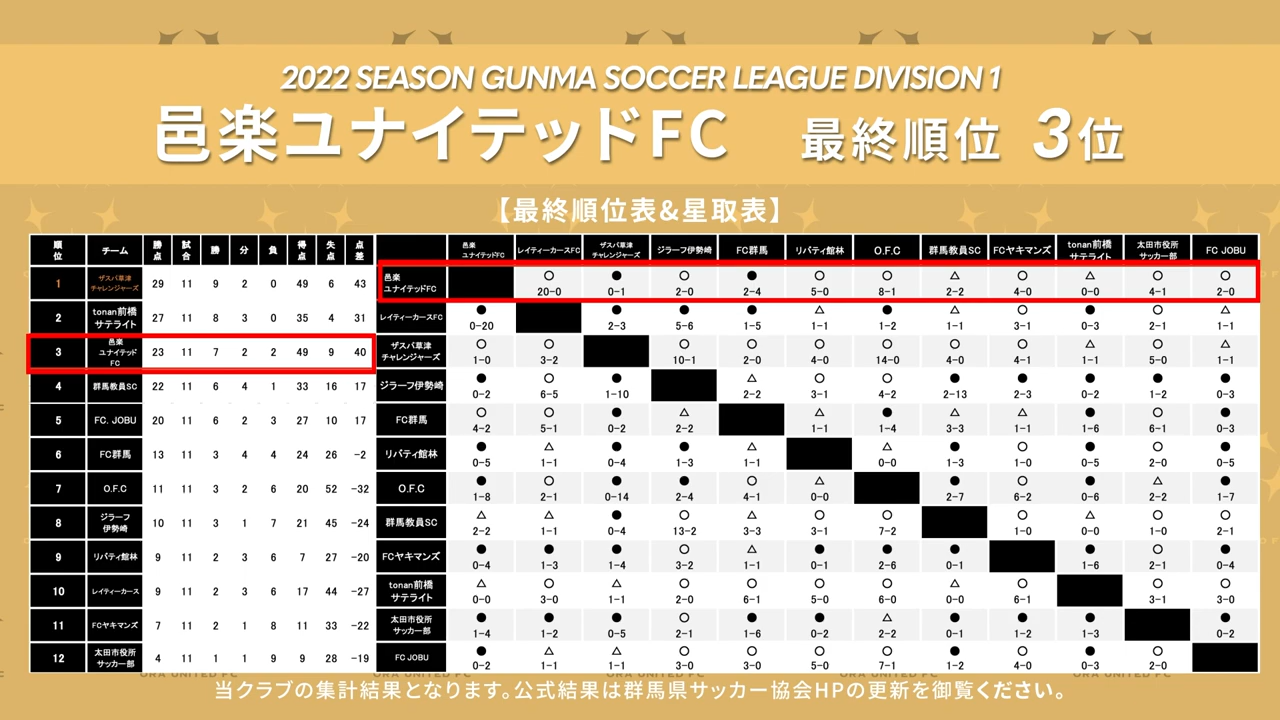 2022 SEASON GUNMA SOCCER LEAGUE DIVISION 1
邑楽ユナイテッドFC 最終順位 3位
【最終順位表&星取表】
順位 チーム 勝点 試合 勝 分 負 得点 失点 点差
1 ザスパ草津チャレンジャーズ 29 11 9 2 0 49 6 43
2 tonan前橋サテライト 27 11 8 3 0 35 4 31
3 邑楽ユナイテッドFC 23 11 7 2 2 49 9 40
4 群馬教員SC 22 11 6 4 1 33 16 17
5 FC. JOBU 20 11 6 2 3 27 10 17
6 FC群馬 13 11 3 4 4 24 26 -2
7 O.F.C 11 11 3 2 6 20 52 -32
8 ジラーフ伊勢崎 10 11 3 1 7 21 45 -24
9 リバティ館林 9 11 2 3 6 7 27 -20
10 レイティーカース 9 11 2 3 6 17 44 -27
11 FCヤキマンズ 7 11 2 1 8 11 33 -22
12 太田市役所サッカー部 4 11 1 1 9 9 28 -19
邑楽ユナイテッドFC レイティーカースFC ザスパ草津チャレンジャーズ ジラーフ伊勢崎 FC群馬 リバティ館林 O.F.C 群馬教員SC FCヤキマンズ tonan前橋サテライト 太田市役所サッカー部 FC JOBU
邑楽ユナイテッドFC ○ 20-0 ● 0-1 ○ 2-0 ● 2-4 ○ 5-0 ○ 8-1 △ 2-2 ○ 4-0 △ 0-0 ○ 4-1 ○ 2-0
レイティーカースFC ● 0-20 ● 2-3 ● 5-6 ● 1-5 △ 1-1 ● 1-2 △ 1-1 ○ 3-1 ● 0-3 ○ 2-1 △ 1-1
ザスパ草津チャレンジャーズ ○ 1-0 ○ 3-2 ○ 10-1 ○ 2-0 ○ 4-0 ○ 14-0 ○ 4-0 ○ 4-1 △ 1-1 ○ 5-0 △ 1-1
ジラーフ伊勢崎 ● 0-2 ○ 6-5 ● 1-10 △ 2-2 ○ 3-1 ○ 4-2 ● 2-13 ● 2-3 ● 0-2 ● 1-2 ● 0-3
FC群馬 ○ 4-2 ○ 5-1 ● 0-2 △ 2-2 △ 1-1 ● 1-4 △ 3-3 △ 1-1 ● 1-6 ○ 6-1 ● 0-3
リバティ館林 ● 0-5 △ 1-1 ● 0-4 ● 1-3 △ 1-1 △ 0-0 ● 1-3 ○ 1-0 ● 0-5 ○ 2-0 ● 0-5
O.F.C ● 1-8 ○ 2-1 ● 0-14 ● 2-4 ○ 4-1 △ 0-0 ● 2-7 ○ 6-2 ● 0-6 △ 2-2 ● 1-7
群馬教員SC △ 2-2 △ 1-1 ● 0-4 ○ 13-2 △ 3-3 ○ 3-1 ○ 7-2 ○ 1-0 △ 0-0 ○ 1-0 ○ 2-1
FCヤキマンズ ● 0-4 ● 1-3 ● 1-4 ○ 3-2 △ 1-1 ● 0-1 ● 2-6 ● 0-1 ● 1-6 ○ 2-1 ● 0-4
tonan前橋サテライト △ 0-0 ○ 3-0 △ 1-1 ○ 2-0 ○ 6-1 ○ 5-0 ○ 6-0 △ 0-0 ○ 6-1 ○ 3-1 ○ 3-0
太田市役所サッカー部 ● 1-4 ● 1-2 ● 0-5 ○ 2-1 ● 1-6 ● 0-2 △ 2-2 ● 0-1 ● 1-2 ● 1-3 ● 0-2
FC JOBU ● 0-2 △ 1-1 △ 1-1 ○ 3-0 ○ 3-0 ○ 5-0 ○ 7-1 ● 1-2 ○ 4-0 ● 0-3 ○ 2-0
当クラブの集計結果となります。公式結果は群馬県サッカー協会HPの更新を御覧ください。